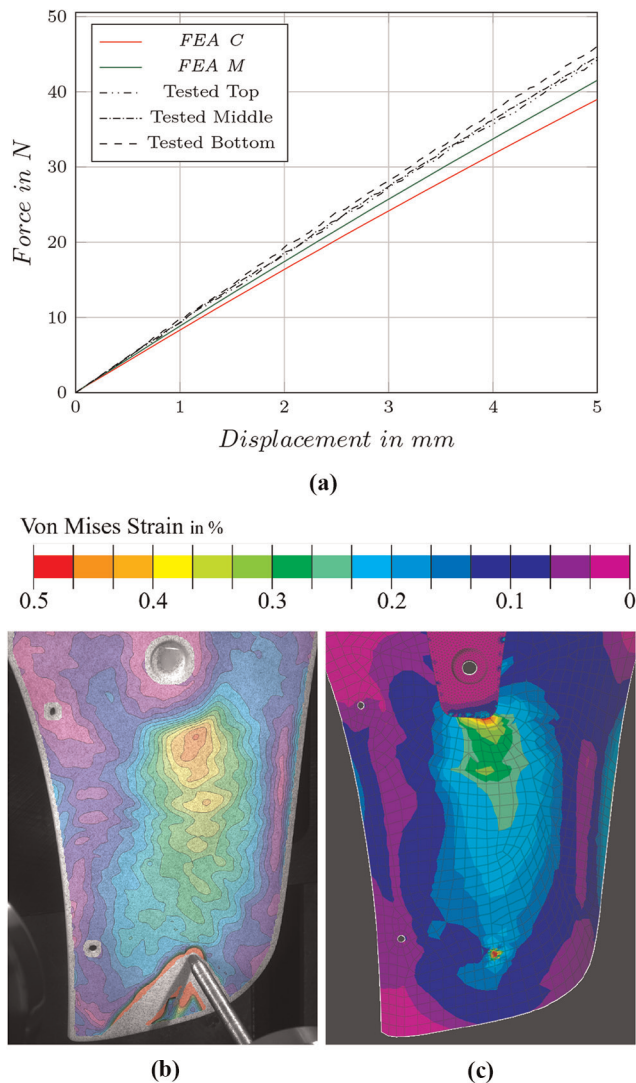 50
40
30
20
10
0
Force in N
FEA C
FEA M
Tested Top
Tested Middle
Tested Bottom
0 1 2 3 4 5
Displacement in mm
(a)
Von Mises Strain in %
0.5 0.4 0.3 0.2 0.1 0
(b) (c)